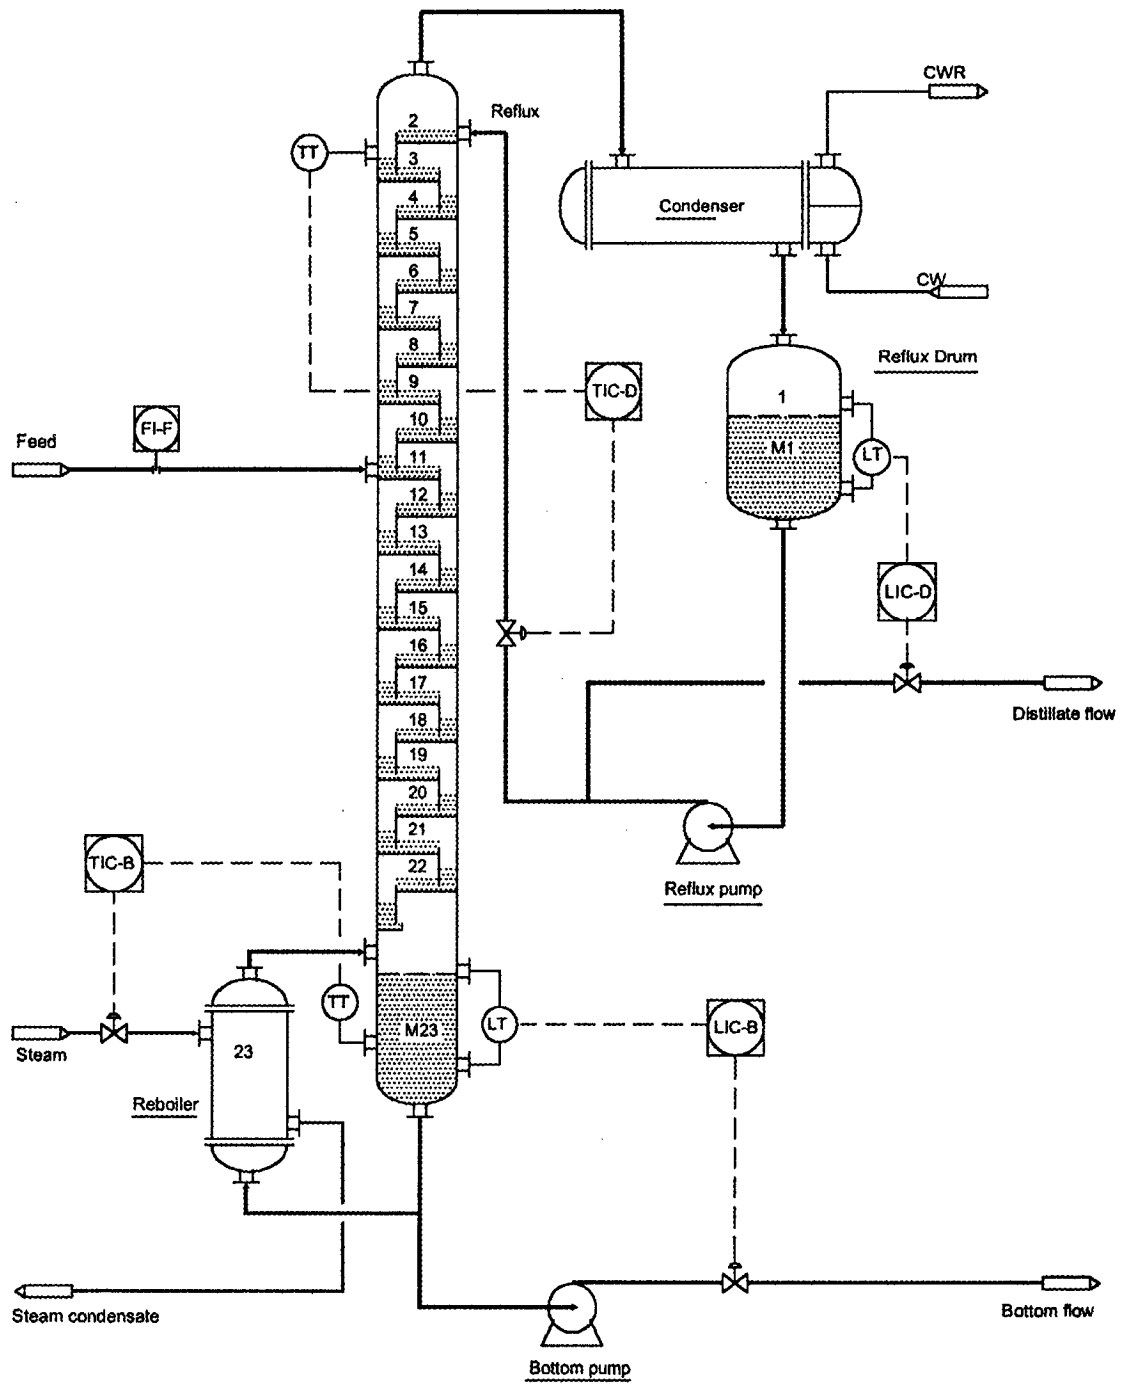 CWR
Reflux
2
TT
3
4
Condenser
5
6
CW
7
8
Reflux Drum
9
TIC-D
1
10
FI-F
Feed
M1
LT
11
12
13
14
LIC-D
15
16
17
Distillate flow
18
19
20
21
TIC-B
22
Reflux pump
TT
M23
LT
LIC-B
Steam
23
Reboiler
Steam condensate
Bottom flow
Bottom pump